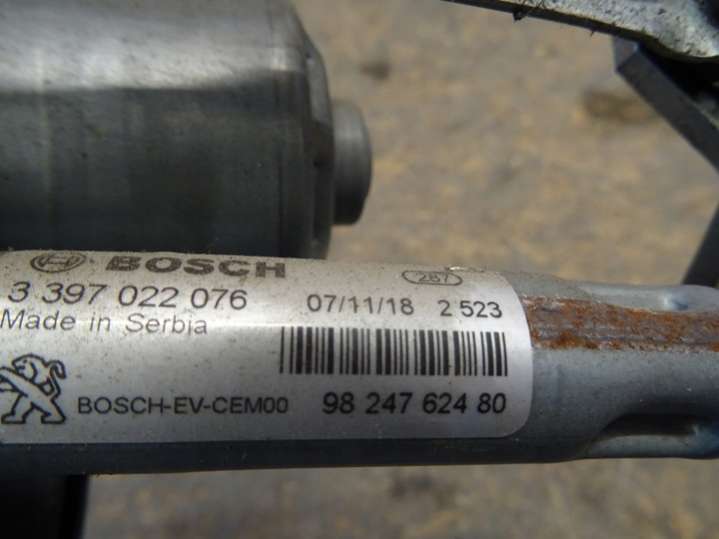 BOSCH 287
3 397 022 076 07/11/18 2 523
Made in Serbia
BOSCH-EV-CEM00 98 247 624 80